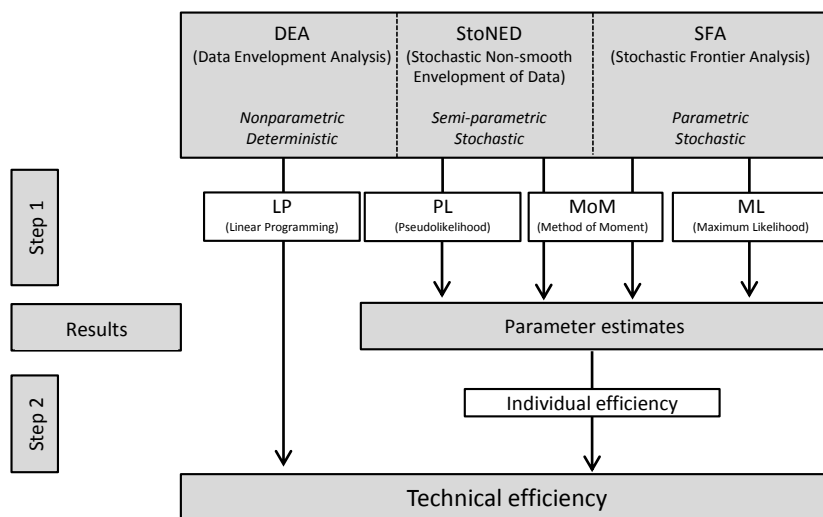 DEA
(Data Envelopment Analysis)
Nonparametric
Deterministic
StoNED
(Stochastic Non-smooth
Envelopment of Data)
Semi-parametric
Stochastic
SFA
(Stochastic Frontier Analysis)
Parametric
Stochastic
Step 1
LP
(Linear Programming)
PL
(Pseudolikelihood)
MoM
(Method of Moment)
ML
(Maximum Likelihood)
Results
Parameter estimates
Step 2
Individual efficiency
Technical efficiency